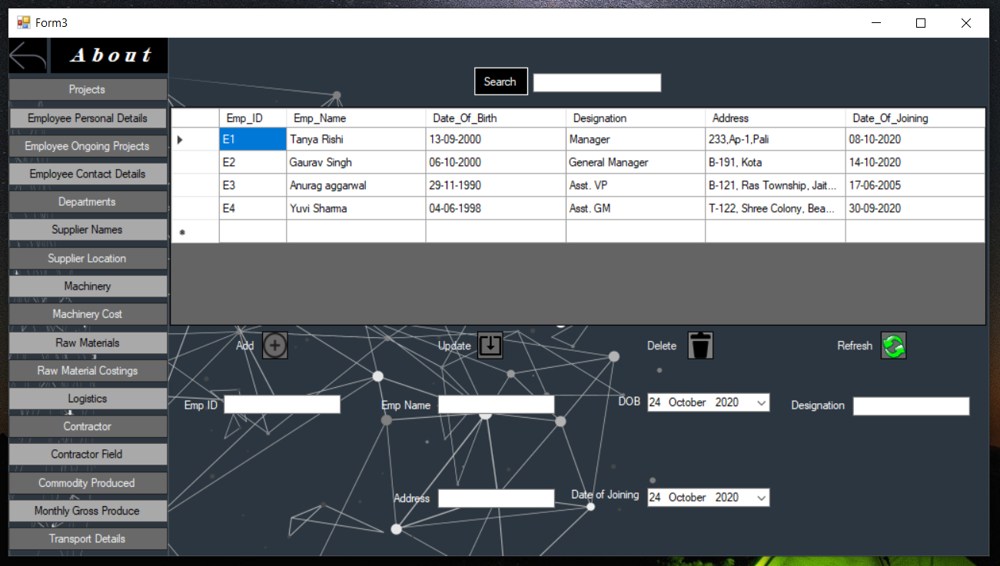 Form3
About
Projects
Employee Personal Details
Employee Ongoing Projects
Employee Contact Details
Departments
Supplier Names
Supplier Location
Machinery
Machinery Cost
Raw Materials
Raw Material Costings
Logistics
Contractor
Contractor Field
Commodity Produced
Monthly Gross Produce
Transport Details
Search
Emp_ID Emp_Name Date_Of_Birth Designation Address Date_Of_Joining
E1 Tanya Rishi 13-09-2000 Manager 233,Ap-1,Pali 08-10-2020
E2 Gaurav Singh 06-10-2000 General Manager B-191, Kota 14-10-2020
E3 Anurag aggarwal 29-11-1990 Asst. VP B-121, Ras Township, Jait... 17-06-2005
E4 Yuvi Sharma 04-06-1998 Asst. GM T-122, Shree Colony, Bea... 30-09-2020
Add Update Delete Refresh
Emp ID Emp Name DOB 24 October 2020 Designation
Address Date of Joining 24 October 2020